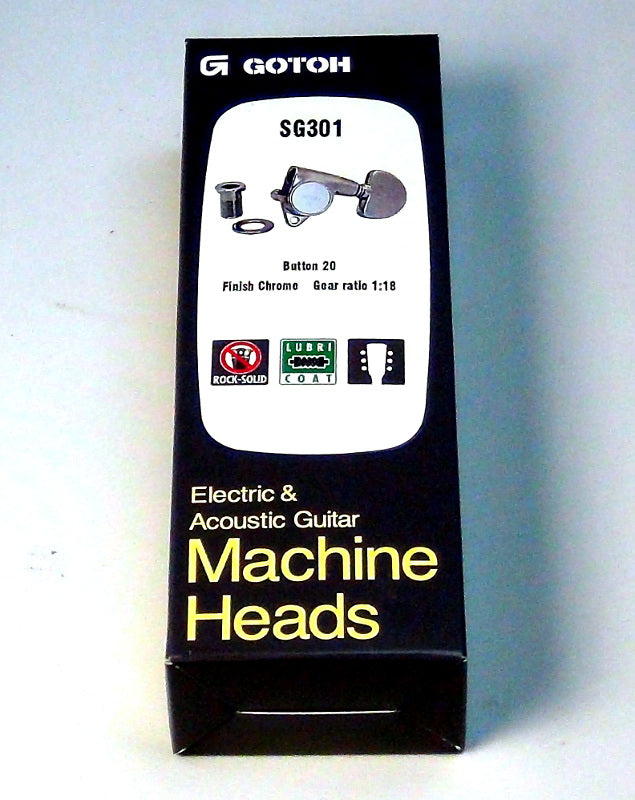 GOTOH
SG301
Button 20
Finish Chrome Gear ratio 1:18
ROCK-SOLID
LUBRI
COAT
Electric &
Acoustic Guitar
Machine
Heads